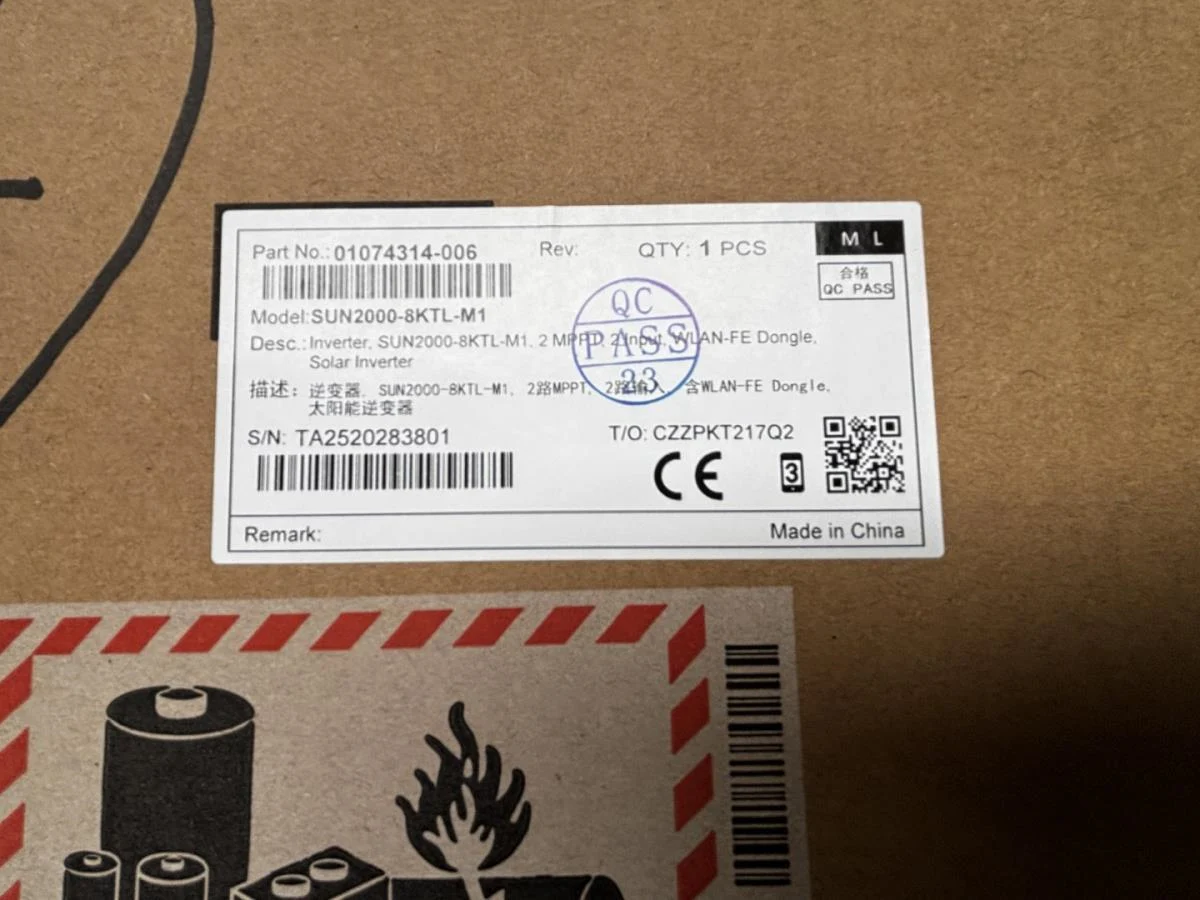 Part No.: 01074314-006 Rev: QTY: 1 PCS M L
合格
QC PASS
Model: SUN2000-8KTL-M1
Desc.: Inverter, SUN2000-8KTL-M1, 2 MPPT, 2 Input, WLAN-FE Dongle,
Solar Inverter
描述: 逆变器, SUN2000-8KTL-M1, 2路MPPT, 2路输入, 含WLAN-FE Dongle,
太阳能逆变器
QC
PASS
23
S/N: TA2520283801 T/O: CZZPKT217Q2
CE 3
Remark: Made in China